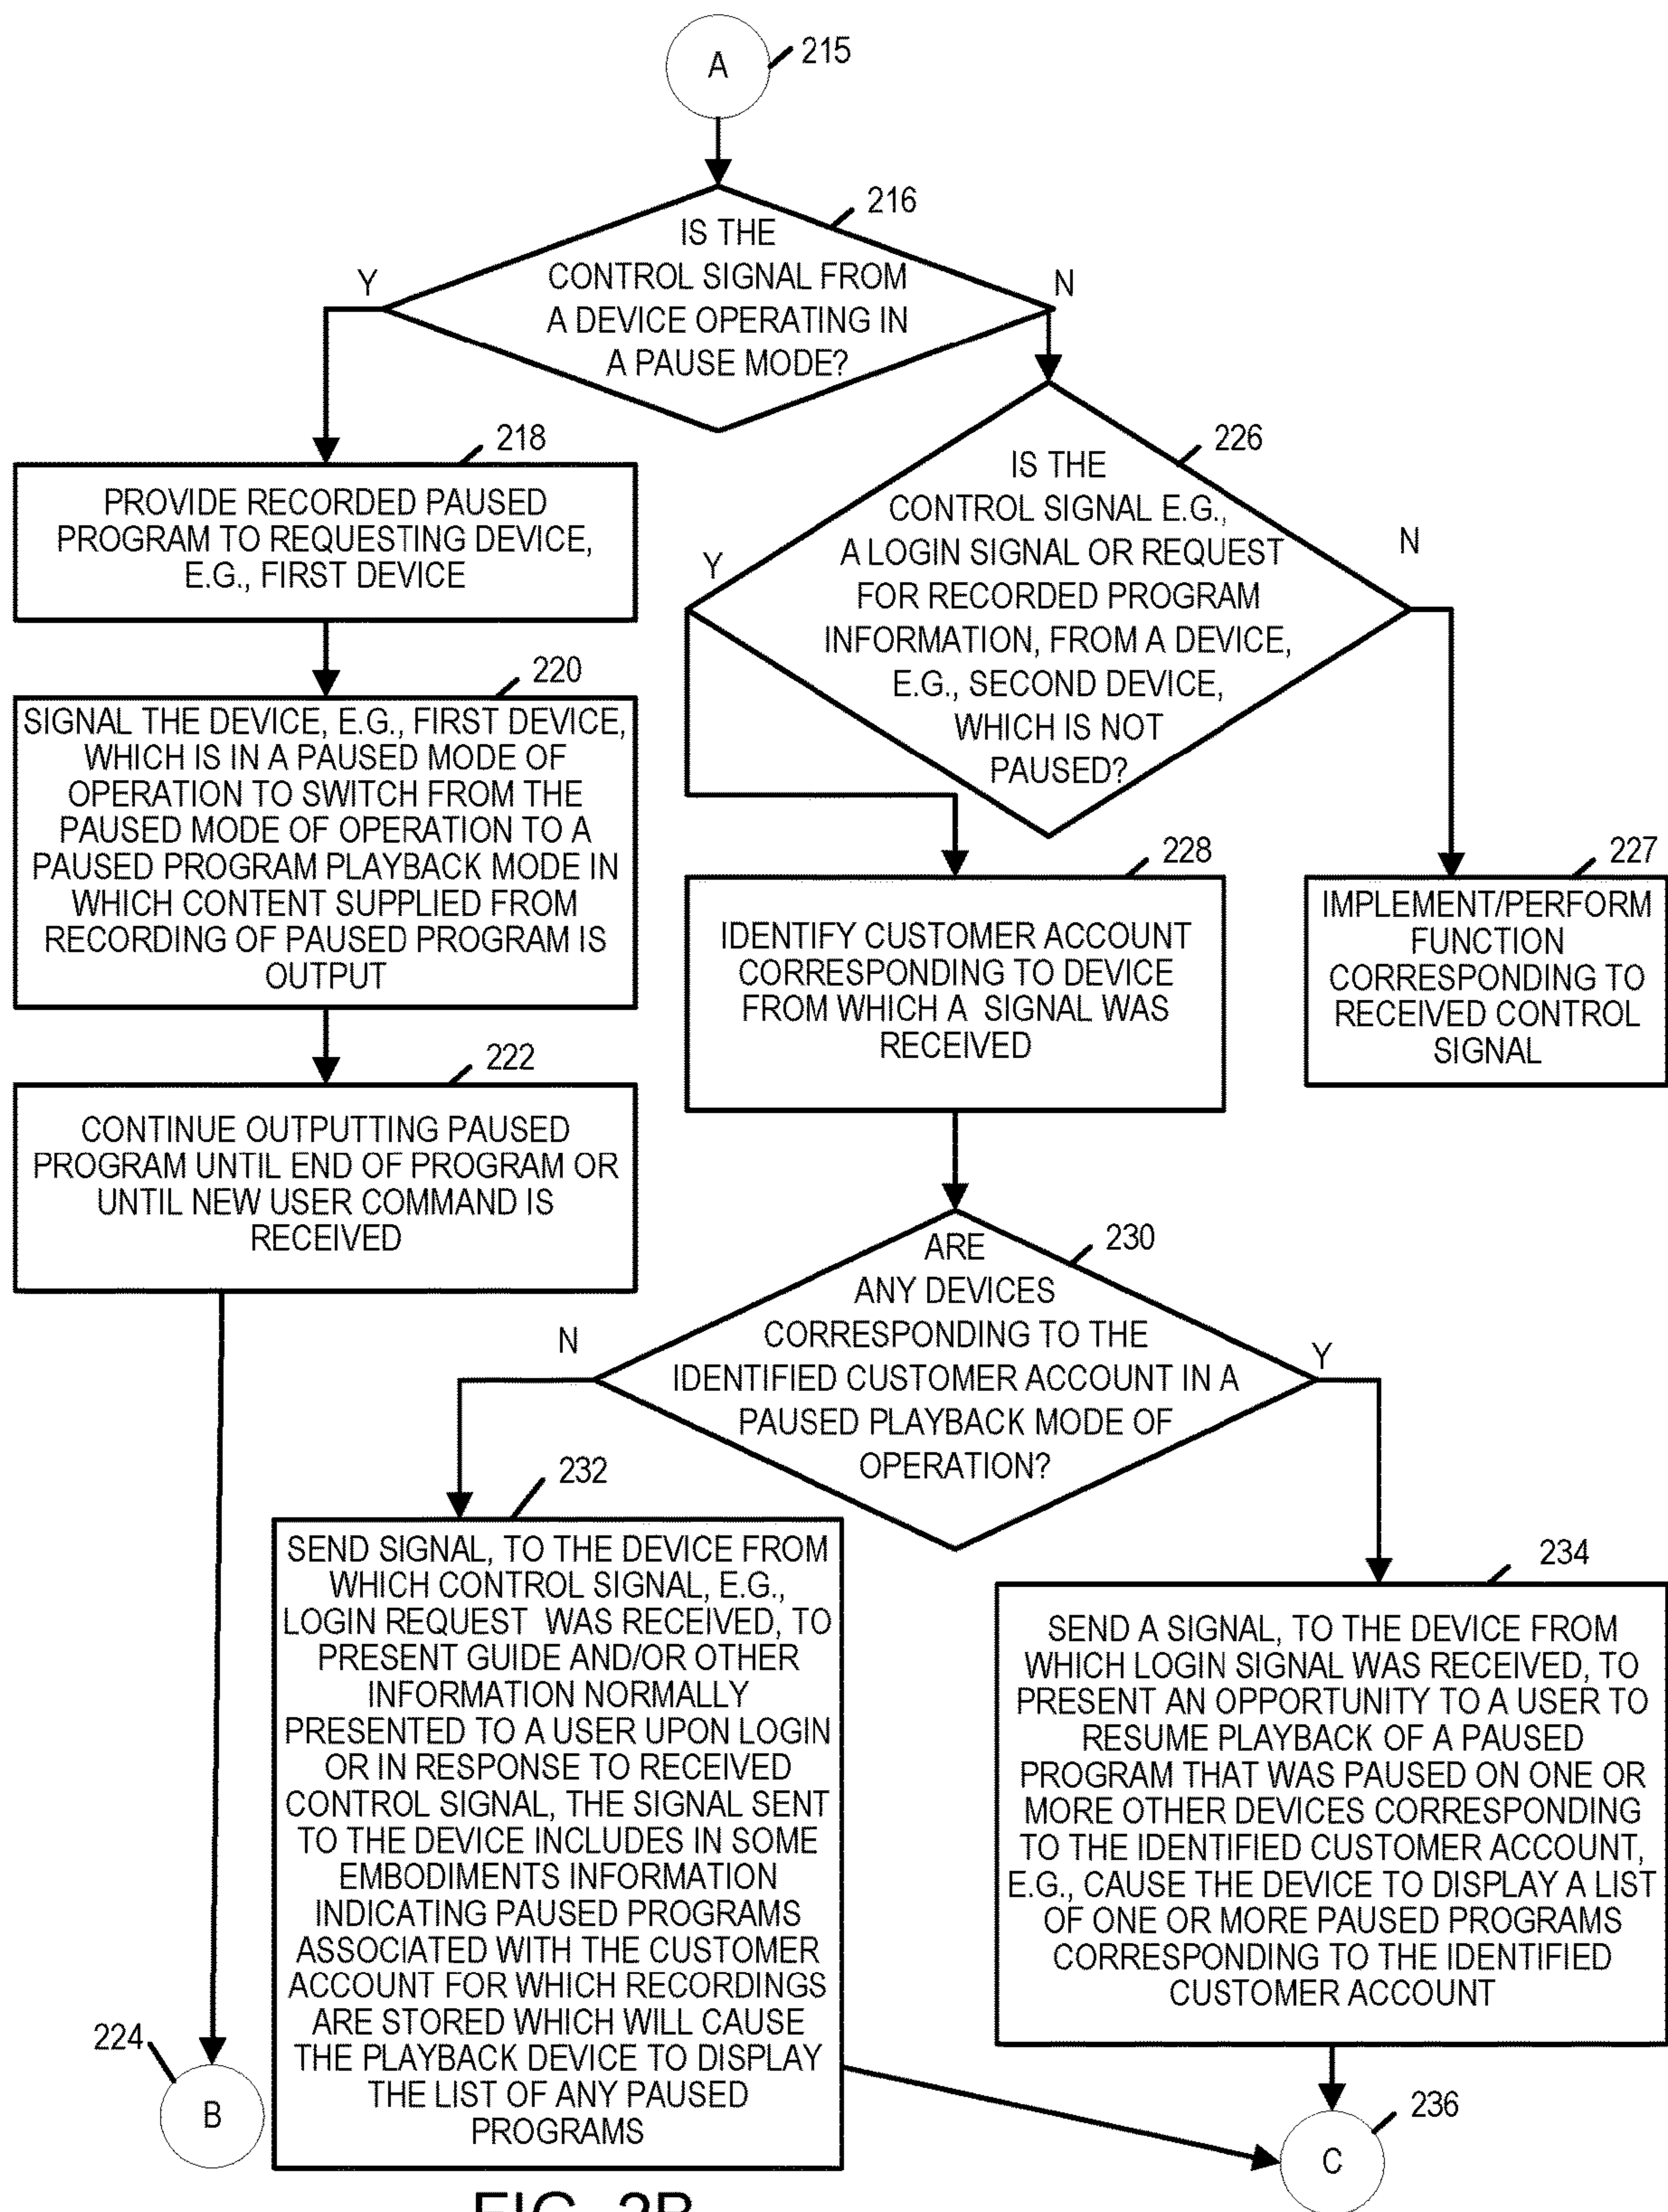 A
215
216
IS THE
CONTROL SIGNAL FROM
A DEVICE OPERATING IN
A PAUSE MODE?
Y
N
218
PROVIDE RECORDED PAUSED
PROGRAM TO REQUESTING DEVICE,
E.G., FIRST DEVICE
226
IS THE
CONTROL SIGNAL E.G.,
A LOGIN SIGNAL OR REQUEST
FOR RECORDED PROGRAM
INFORMATION, FROM A DEVICE,
E.G., SECOND DEVICE,
WHICH IS NOT
PAUSED?
Y
N
220
SIGNAL THE DEVICE, E.G., FIRST DEVICE,
WHICH IS IN A PAUSED MODE OF
OPERATION TO SWITCH FROM THE
PAUSED MODE OF OPERATION TO A
PAUSED PROGRAM PLAYBACK MODE IN
WHICH CONTENT SUPPLIED FROM
RECORDING OF PAUSED PROGRAM IS
OUTPUT
228
IDENTIFY CUSTOMER ACCOUNT
CORRESPONDING TO DEVICE
FROM WHICH A SIGNAL WAS
RECEIVED
227
IMPLEMENT/PERFORM
FUNCTION
CORRESPONDING TO
RECEIVED CONTROL
SIGNAL
222
CONTINUE OUTPUTTING PAUSED
PROGRAM UNTIL END OF PROGRAM OR
UNTIL NEW USER COMMAND IS
RECEIVED
230
ARE
ANY DEVICES
CORRESPONDING TO THE
IDENTIFIED CUSTOMER ACCOUNT IN A
PAUSED PLAYBACK MODE OF
OPERATION?
N
Y
232
SEND SIGNAL, TO THE DEVICE FROM
WHICH CONTROL SIGNAL, E.G.,
LOGIN REQUEST WAS RECEIVED, TO
PRESENT GUIDE AND/OR OTHER
INFORMATION NORMALLY
PRESENTED TO A USER UPON LOGIN
OR IN RESPONSE TO RECEIVED
CONTROL SIGNAL, THE SIGNAL SENT
TO THE DEVICE INCLUDES IN SOME
EMBODIMENTS INFORMATION
INDICATING PAUSED PROGRAMS
ASSOCIATED WITH THE CUSTOMER
ACCOUNT FOR WHICH RECORDINGS
ARE STORED WHICH WILL CAUSE
THE PLAYBACK DEVICE TO DISPLAY
THE LIST OF ANY PAUSED
PROGRAMS
234
SEND A SIGNAL, TO THE DEVICE FROM
WHICH LOGIN SIGNAL WAS RECEIVED, TO
PRESENT AN OPPORTUNITY TO A USER TO
RESUME PLAYBACK OF A PAUSED
PROGRAM THAT WAS PAUSED ON ONE OR
MORE OTHER DEVICES CORRESPONDING
TO THE IDENTIFIED CUSTOMER ACCOUNT,
E.G., CAUSE THE DEVICE TO DISPLAY A LIST
OF ONE OR MORE PAUSED PROGRAMS
CORRESPONDING TO THE IDENTIFIED
CUSTOMER ACCOUNT
224
B
236
C
FIG. 2B